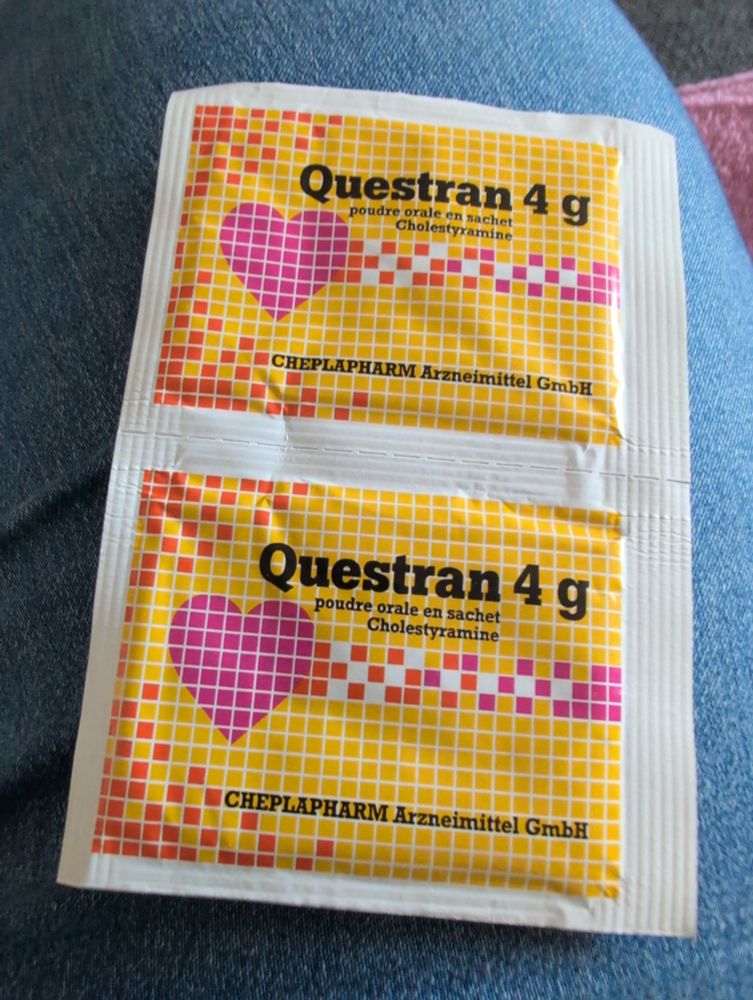 Questran 4 g
poudre orale en sachet
Cholestyramine
CHEPLAPHARM Arzneimittel GmbH
Questran 4 g
poudre orale en sachet
Cholestyramine
CHEPLAPHARM Arzneimittel GmbH